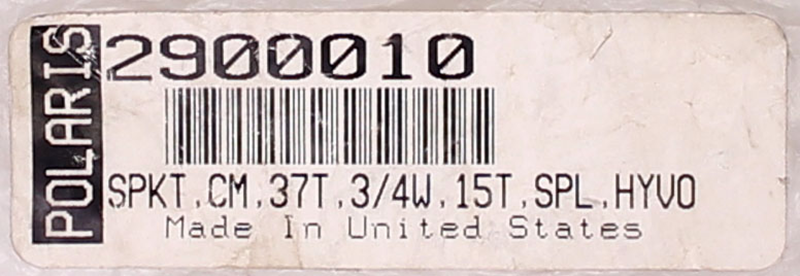 POLARIS
2900010
SPKT,CM,37T,3/4W,15T,SPL,HYVO
Made In United States